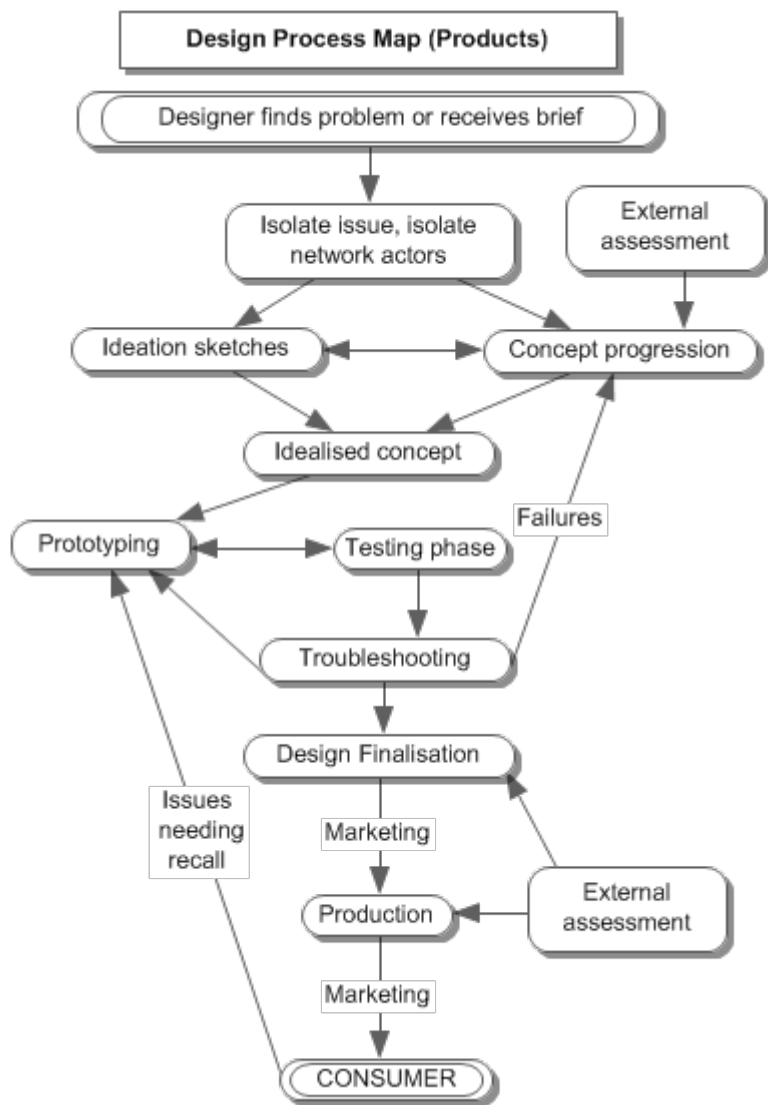 Design Process Map (Products)
Designer finds problem or receives brief
Isolate issue, isolate
network actors
External
assessment
Ideation sketches
Concept progression
Idealised concept
Failures
Prototyping
Testing phase
Troubleshooting
Design Finalisation
Issues
needing
recall
Marketing
External
assessment
Production
Marketing
CONSUMER